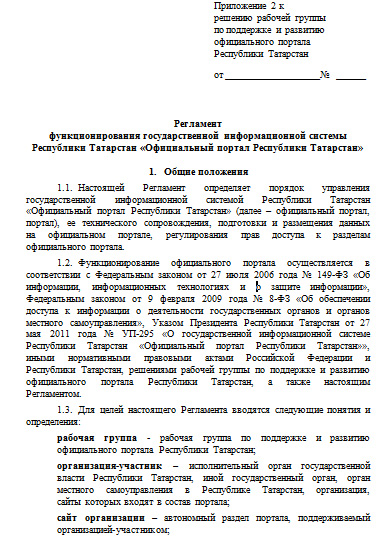 Приложение 2 к
решению рабочей группы
по поддержке и развитию
официального портала
Республики Татарстан
от ____________________№ ______
Регламент
функционирования государственной информационной системы
Республики Татарстан «Официальный портал Республики Татарстан»
1. Общие положения
1.1. Настоящей Регламент определяет порядок управления
государственной информационной системой Республики Татарстан
«Официальный портал Республики Татарстан» (далее – официальный портал,
портал), ее технического сопровождения, подготовки и размещения данных
на официальном портале, регулирования прав доступа к разделам
официального портала.
1.2. Функционирование официального портала осуществляется в
соответствии с Федеральным законом от 27 июля 2006 года № 149-ФЗ «Об
информации, информационных технологиях и о защите информации»,
Федеральным законом от 9 февраля 2009 года № 8-ФЗ «Об обеспечении
доступа к информации о деятельности государственных органов и органов
местного самоуправления», Указом Президента Республики Татарстан от 27
мая 2011 года № УП-295 «О государственной информационной системе
Республики Татарстан «Официальный портал Республики Татарстан»»,
иными нормативными правовыми актами Российской Федерации и
Республики Татарстан, решениями рабочей группы по поддержке и развитию
официального портала Республики Татарстан, а также настоящим
Регламентом.
1.3. Для целей настоящего Регламента вводятся следующие понятия и
определения:
рабочая группа - рабочая группа по поддержке и развитию
официального портала Республики Татарстан;
организация-участник – исполнительный орган государственной
власти Республики Татарстан, иной государственный орган, орган
местного самоуправления в Республике Татарстан, организация,
сайты которых входят в состав портала;
сайт организации – автономный раздел портала, поддерживаемый
организацией-участником;